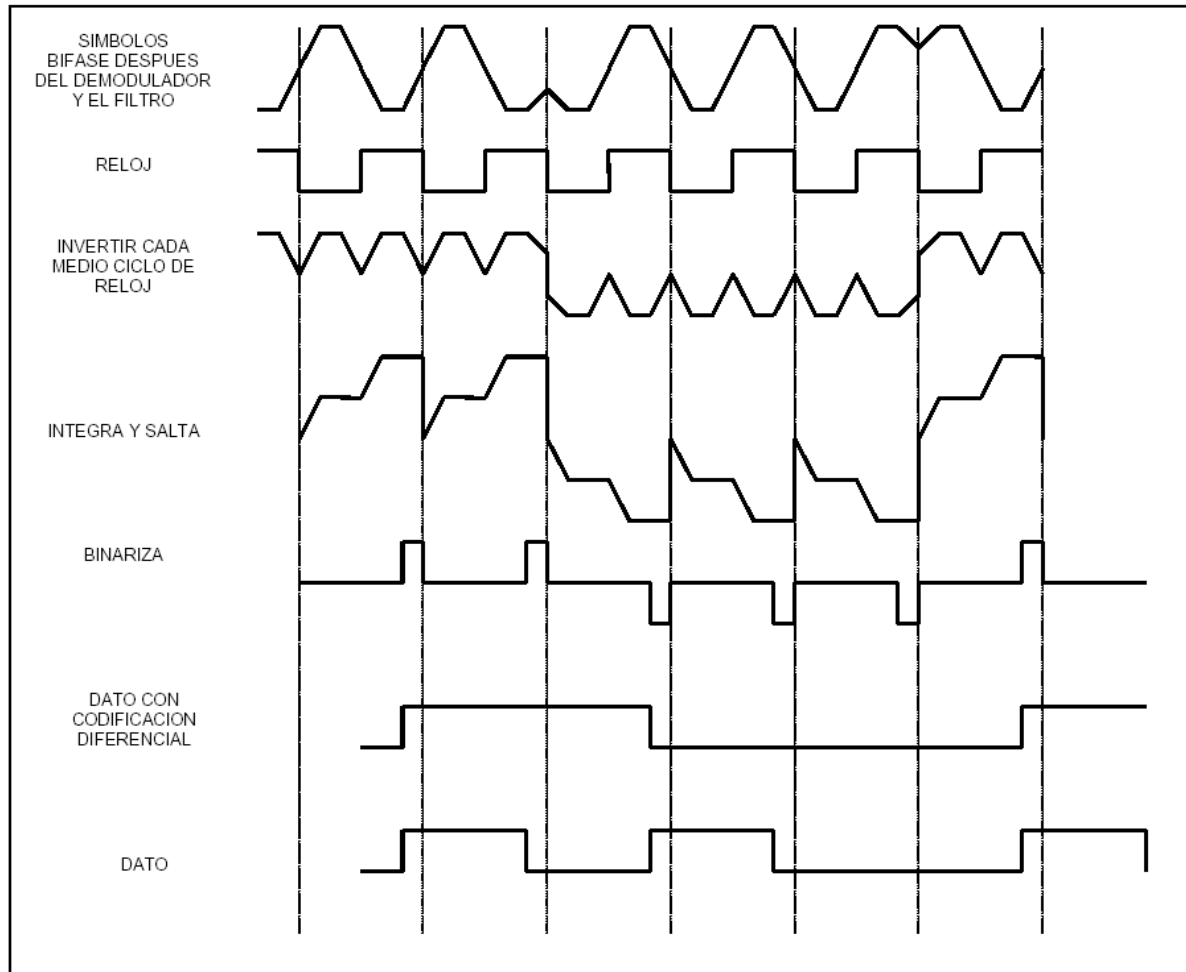 SIMBOLOS
BIFASE DESPUES
DEL DEMODULADOR
Y EL FILTRO
RELOJ
INVERTIR CADA
MEDIO CICLO DE
RELOJ
INTEGRA Y SALTA
BINARIZA
DATO CON
CODIFICACION
DIFERENCIAL
DATO